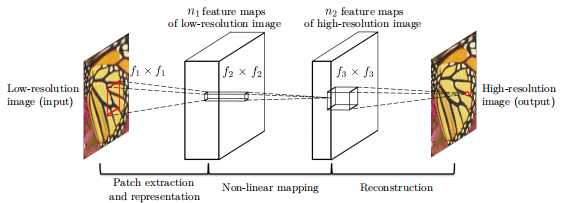 n₁ feature maps
of low-resolution image
n₂ feature maps
of high-resolution image
f₁ × f₁
f₂ × f₂
f₃ × f₃
Low-resolution
image (input)
High-resolution
image (output)
Patch extraction
and representation
Non-linear mapping
Reconstruction